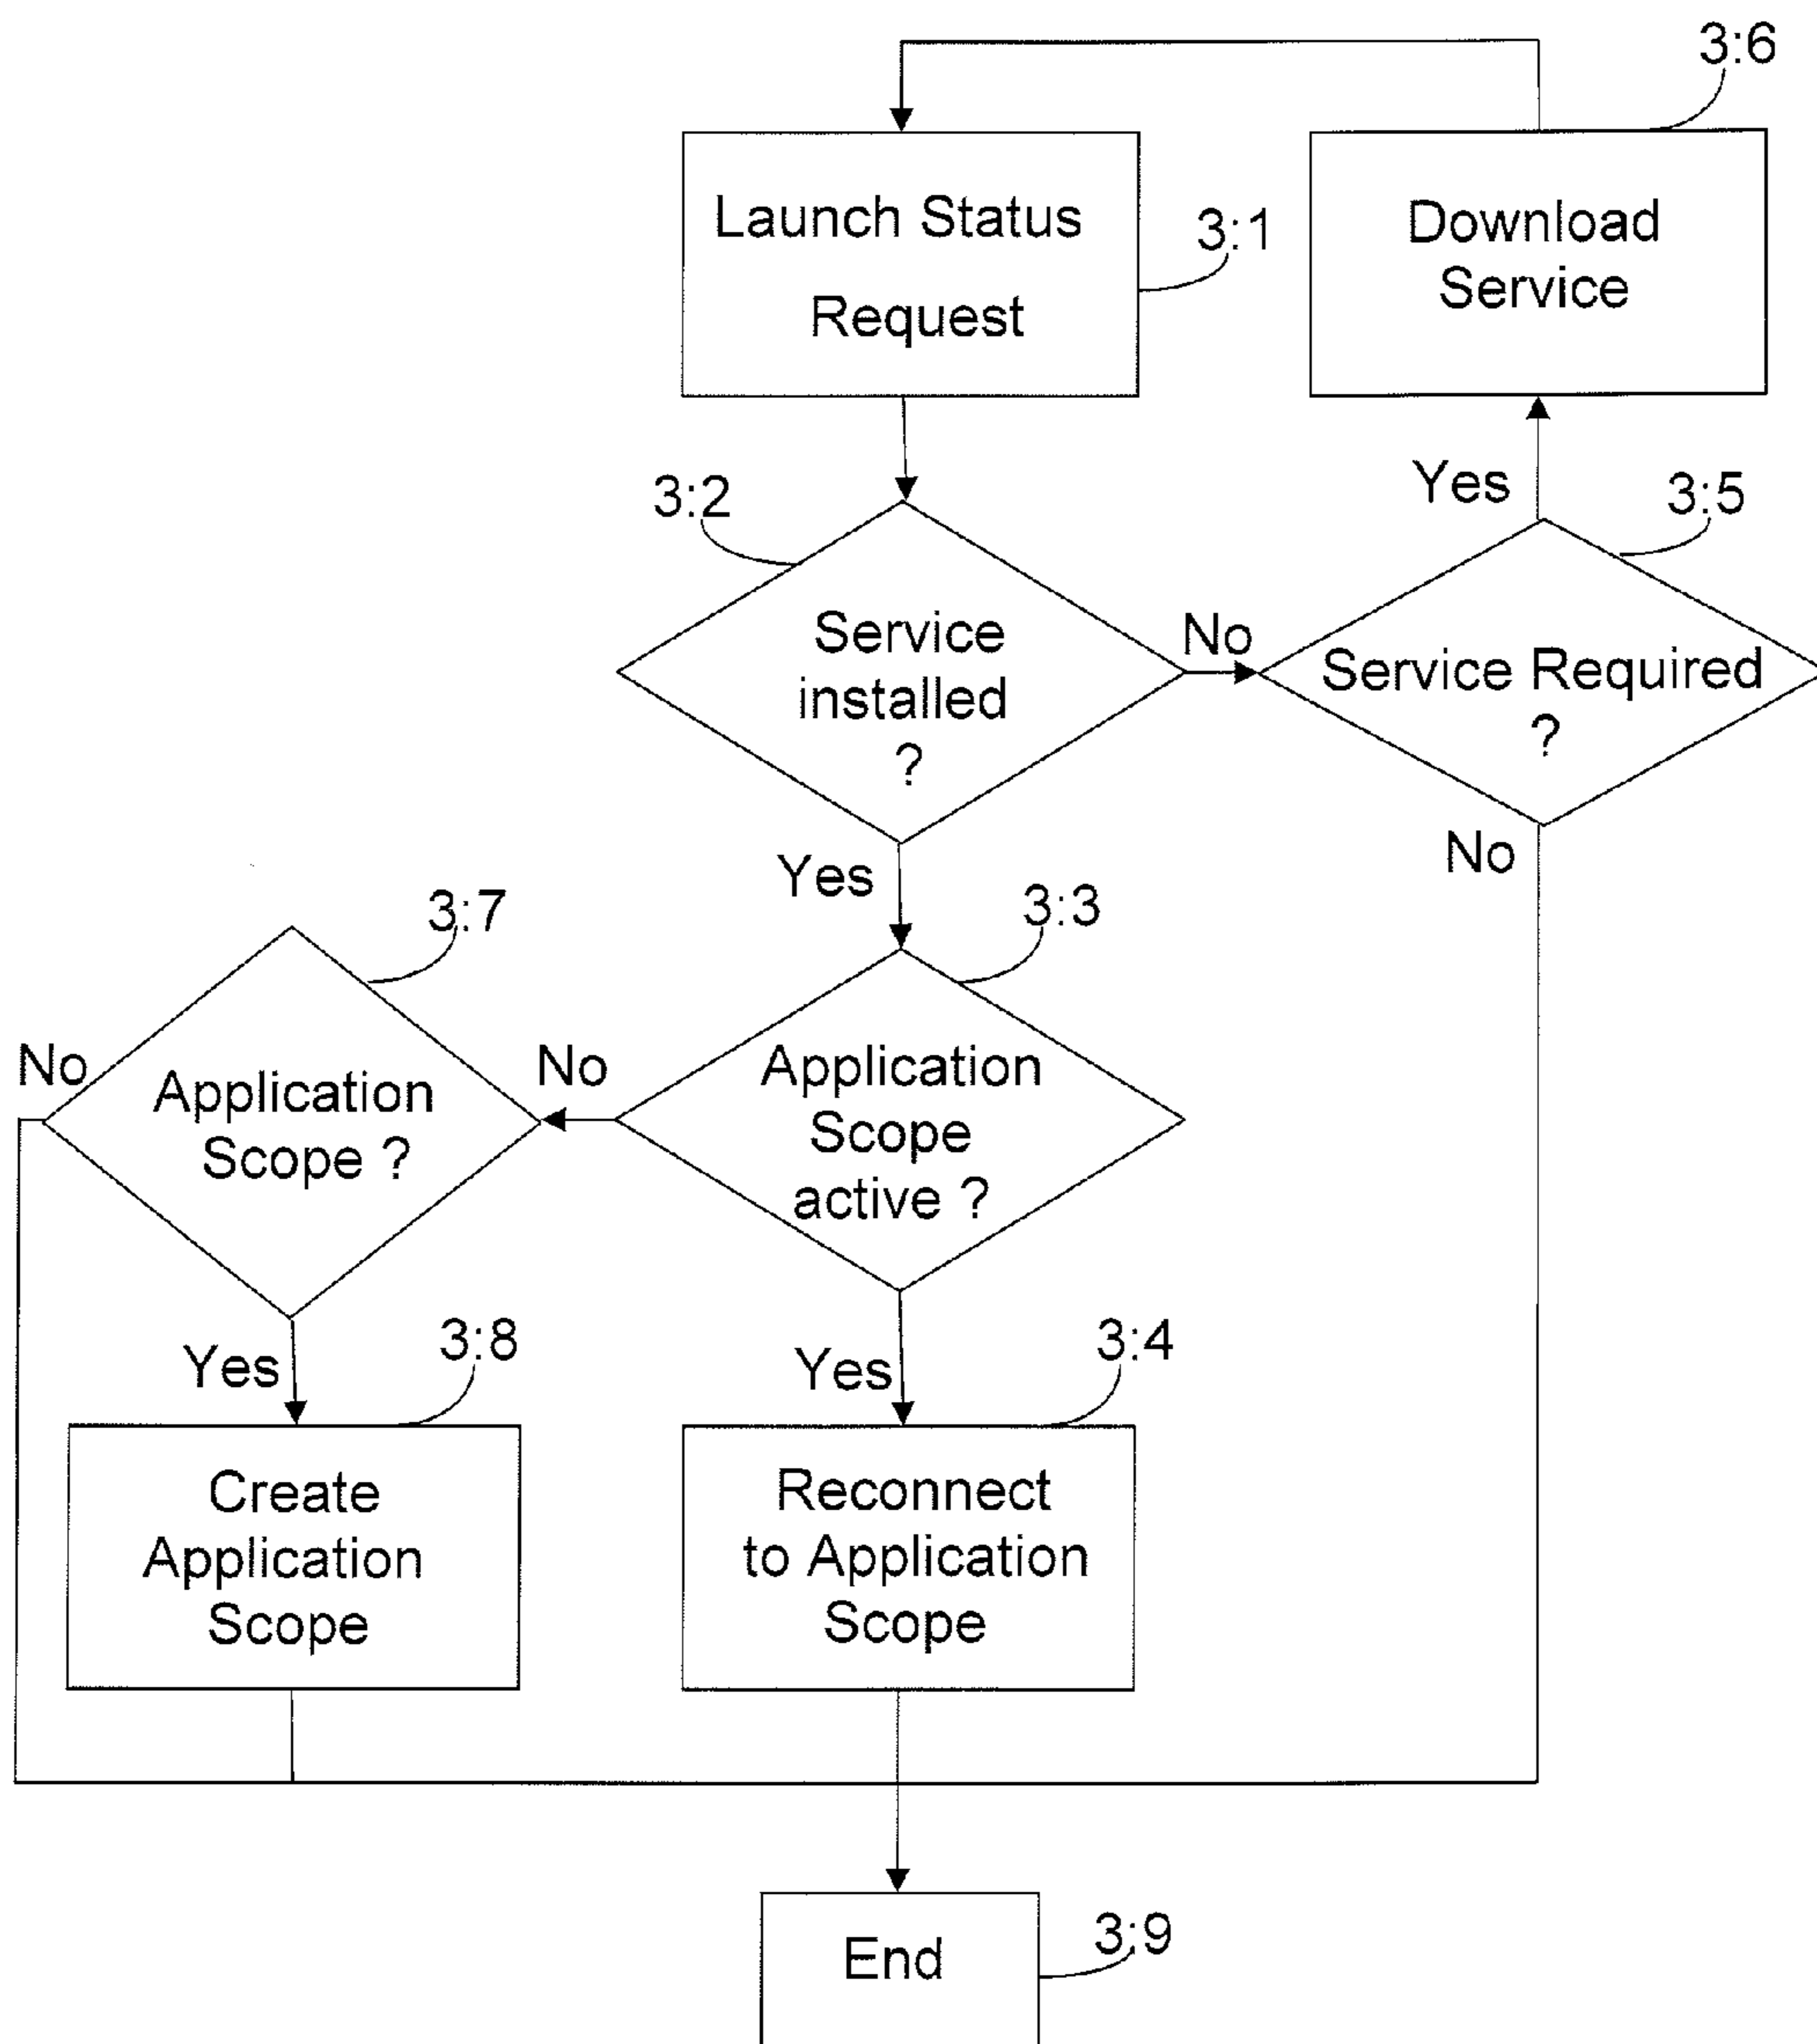 3:6
Launch Status
Request
3:1
Download
Service
3:2
Yes
3:5
Service
installed
?
No
Service Required
?
Yes
No
3:7
3:3
No
Application
Scope ?
No
Application
Scope
active ?
Yes
3:8
Yes
3:4
Create
Application
Scope
Reconnect
to Application
Scope
End
3:9